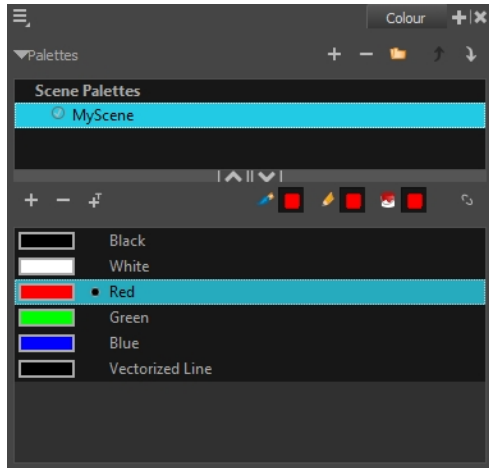 Colour
Palettes
Scene Palettes
MyScene
Black
White
Red
Green
Blue
Vectorized Line